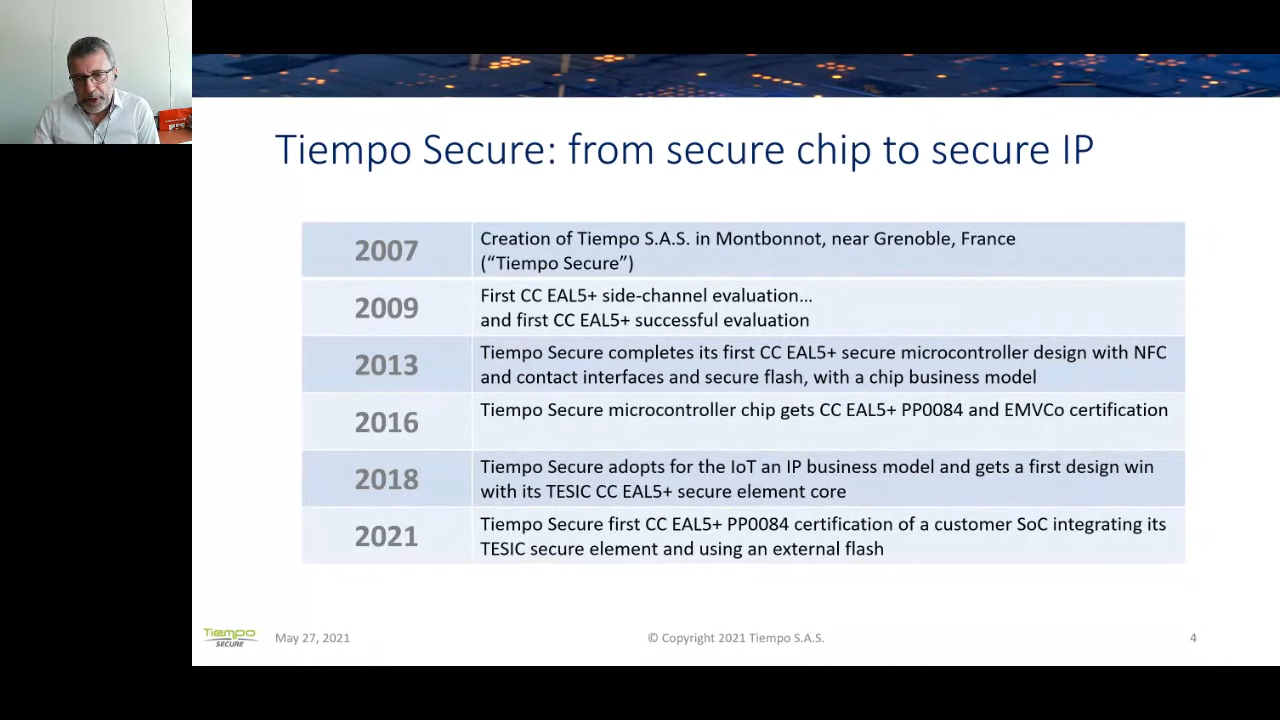 Tiempo Secure: from secure chip to secure IP
2007
Creation of Tiempo S.A.S. in Montbonnot, near Grenoble, France
(“Tiempo Secure”)
2009
First CC EAL5+ side-channel evaluation…
and first CC EAL5+ successful evaluation
2013
Tiempo Secure completes its first CC EAL5+ secure microcontroller design with NFC
and contact interfaces and secure flash, with a chip business model
2016
Tiempo Secure microcontroller chip gets CC EAL5+ PP0084 and EMVCo certification
2018
Tiempo Secure adopts for the IoT an IP business model and gets a first design win
with its TESIC CC EAL5+ secure element core
2021
Tiempo Secure first CC EAL5+ PP0084 certification of a customer SoC integrating its
TESIC secure element and using an external flash
Tiempo
SECURE
May 27, 2021
© Copyright 2021 Tiempo S.A.S.
4